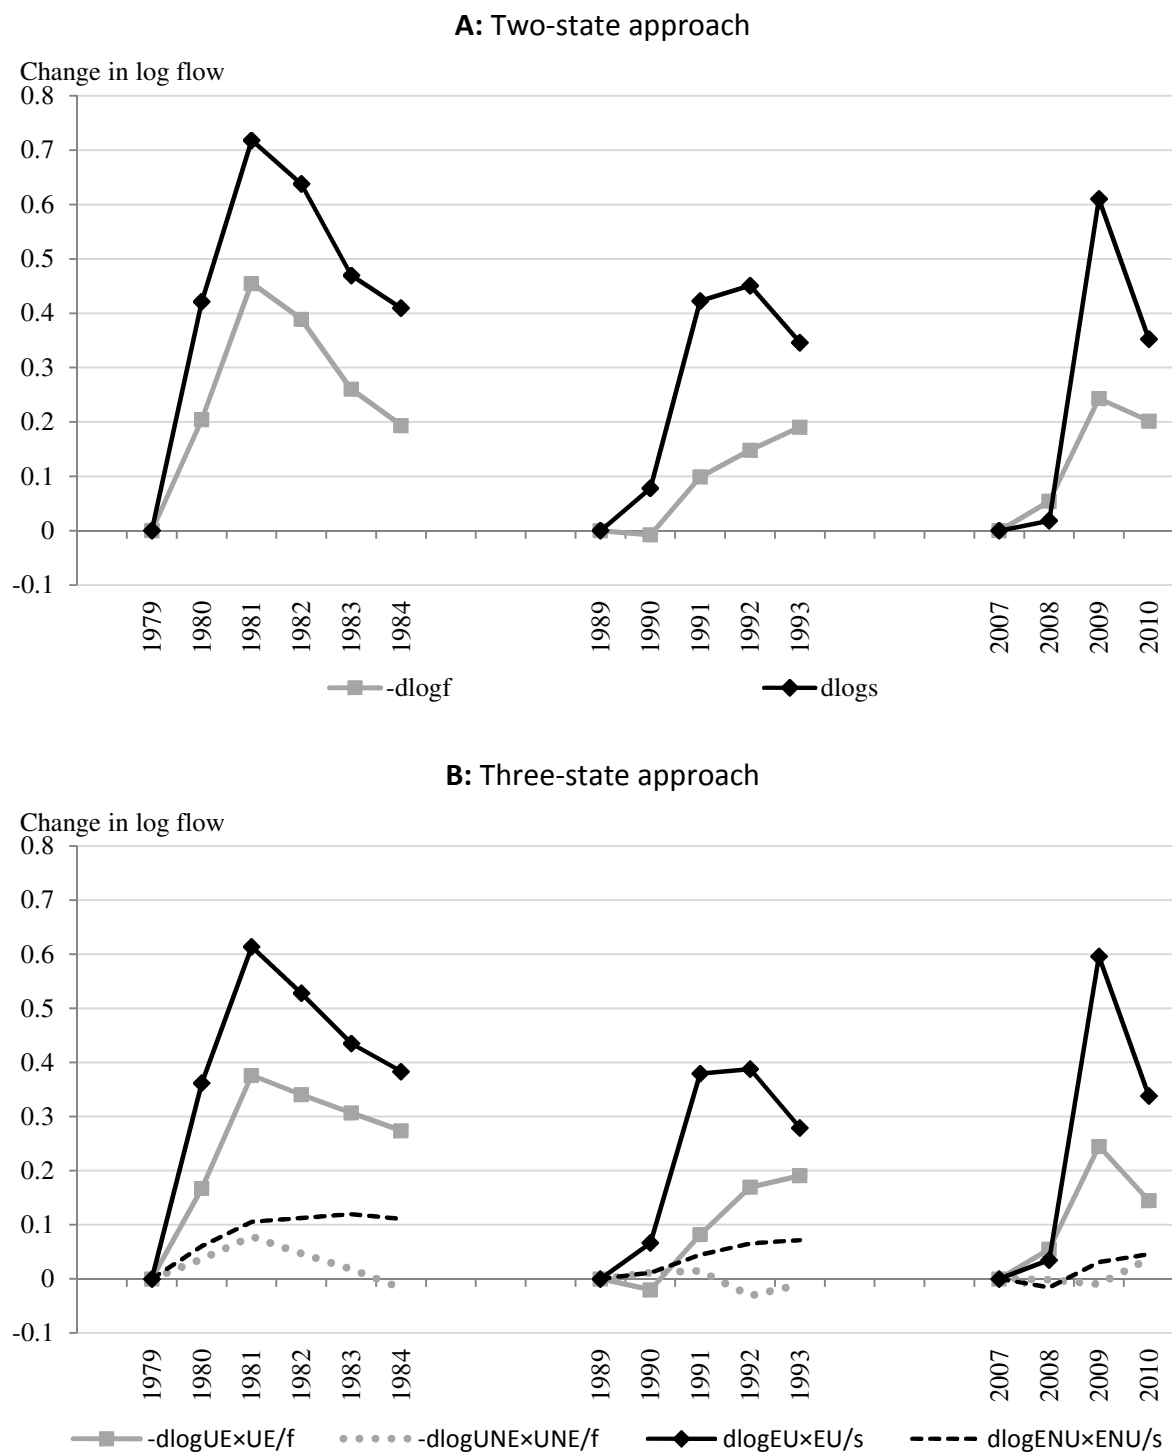 A: Two-state approach
Change in log flow
0.8
0.7
0.6
0.5
0.4
0.3
0.2
0.1
0
-0.1
1979 1980 1981 1982 1983 1984 1989 1990 1991 1992 1993 2007 2008 2009 2010
-dlogf dlogs
B: Three-state approach
Change in log flow
0.8
0.7
0.6
0.5
0.4
0.3
0.2
0.1
0
-0.1
1979 1980 1981 1982 1983 1984 1989 1990 1991 1992 1993 2007 2008 2009 2010
-dlogUE×UE/f -dlogUNE×UNE/f dlogEU×EU/s dlogENU×ENU/s